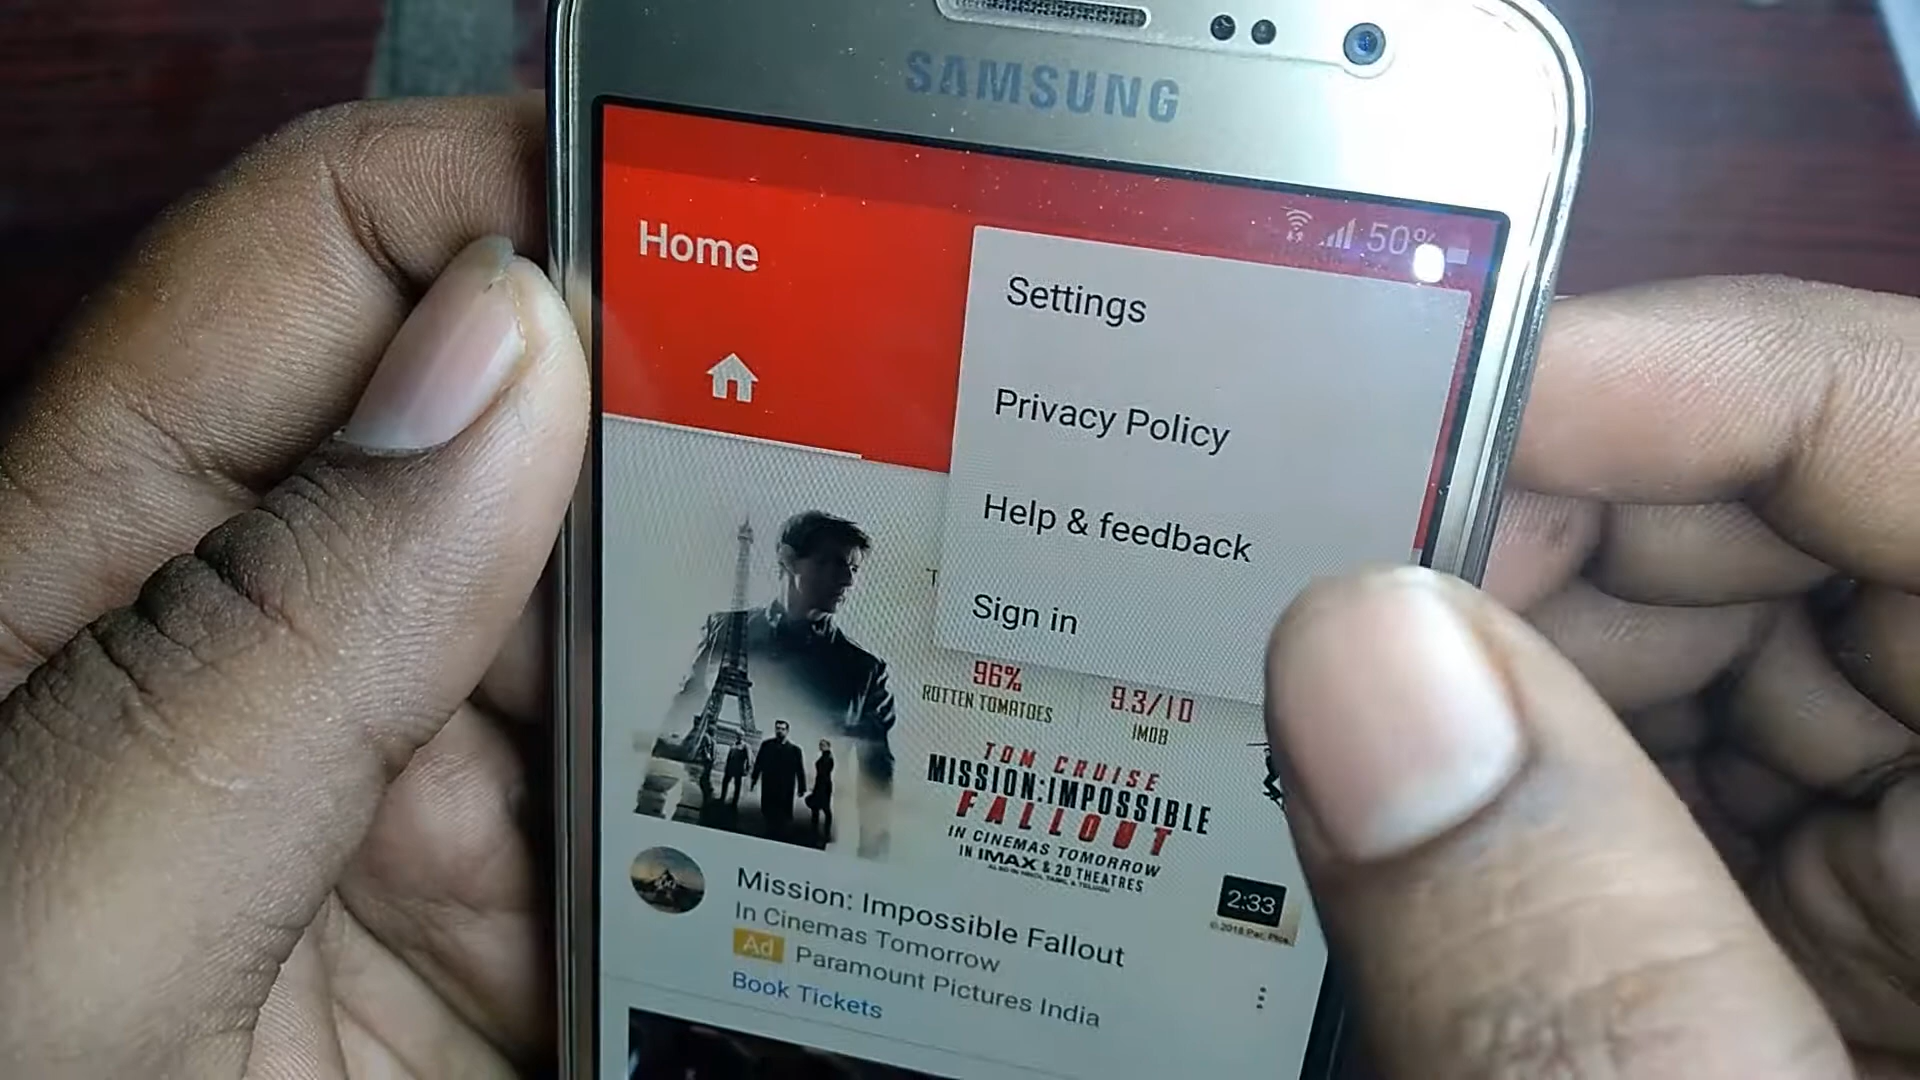 SAMSUNG
50%
Home
Settings
Privacy Policy
Help & feedback
Sign in
96%
ROTTEN TOMATOES
9.3/10
IMDB
TOM CRUISE
MISSION:IMPOSSIBLE
FALLOUT
IN CINEMAS TOMORROW
IN IMAX & 2D THEATRES
ALSO IN HINDI, TAMIL & TELUGU
2:33
Mission: Impossible Fallout
In Cinemas Tomorrow
Ad Paramount Pictures India
Book Tickets